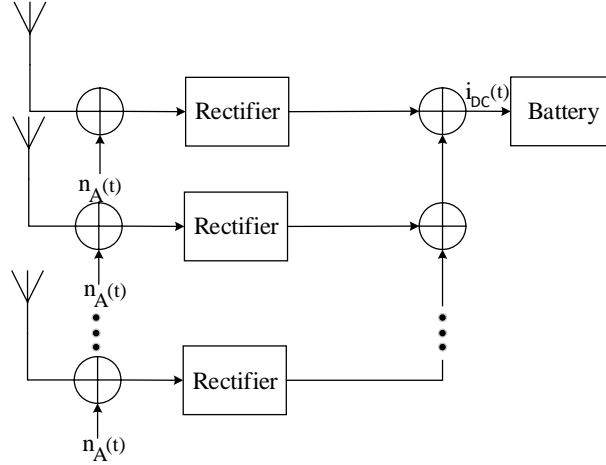 i_DC(t)
Rectifier
Battery
n_A(t)
Rectifier
n_A(t)
Rectifier
n_A(t)